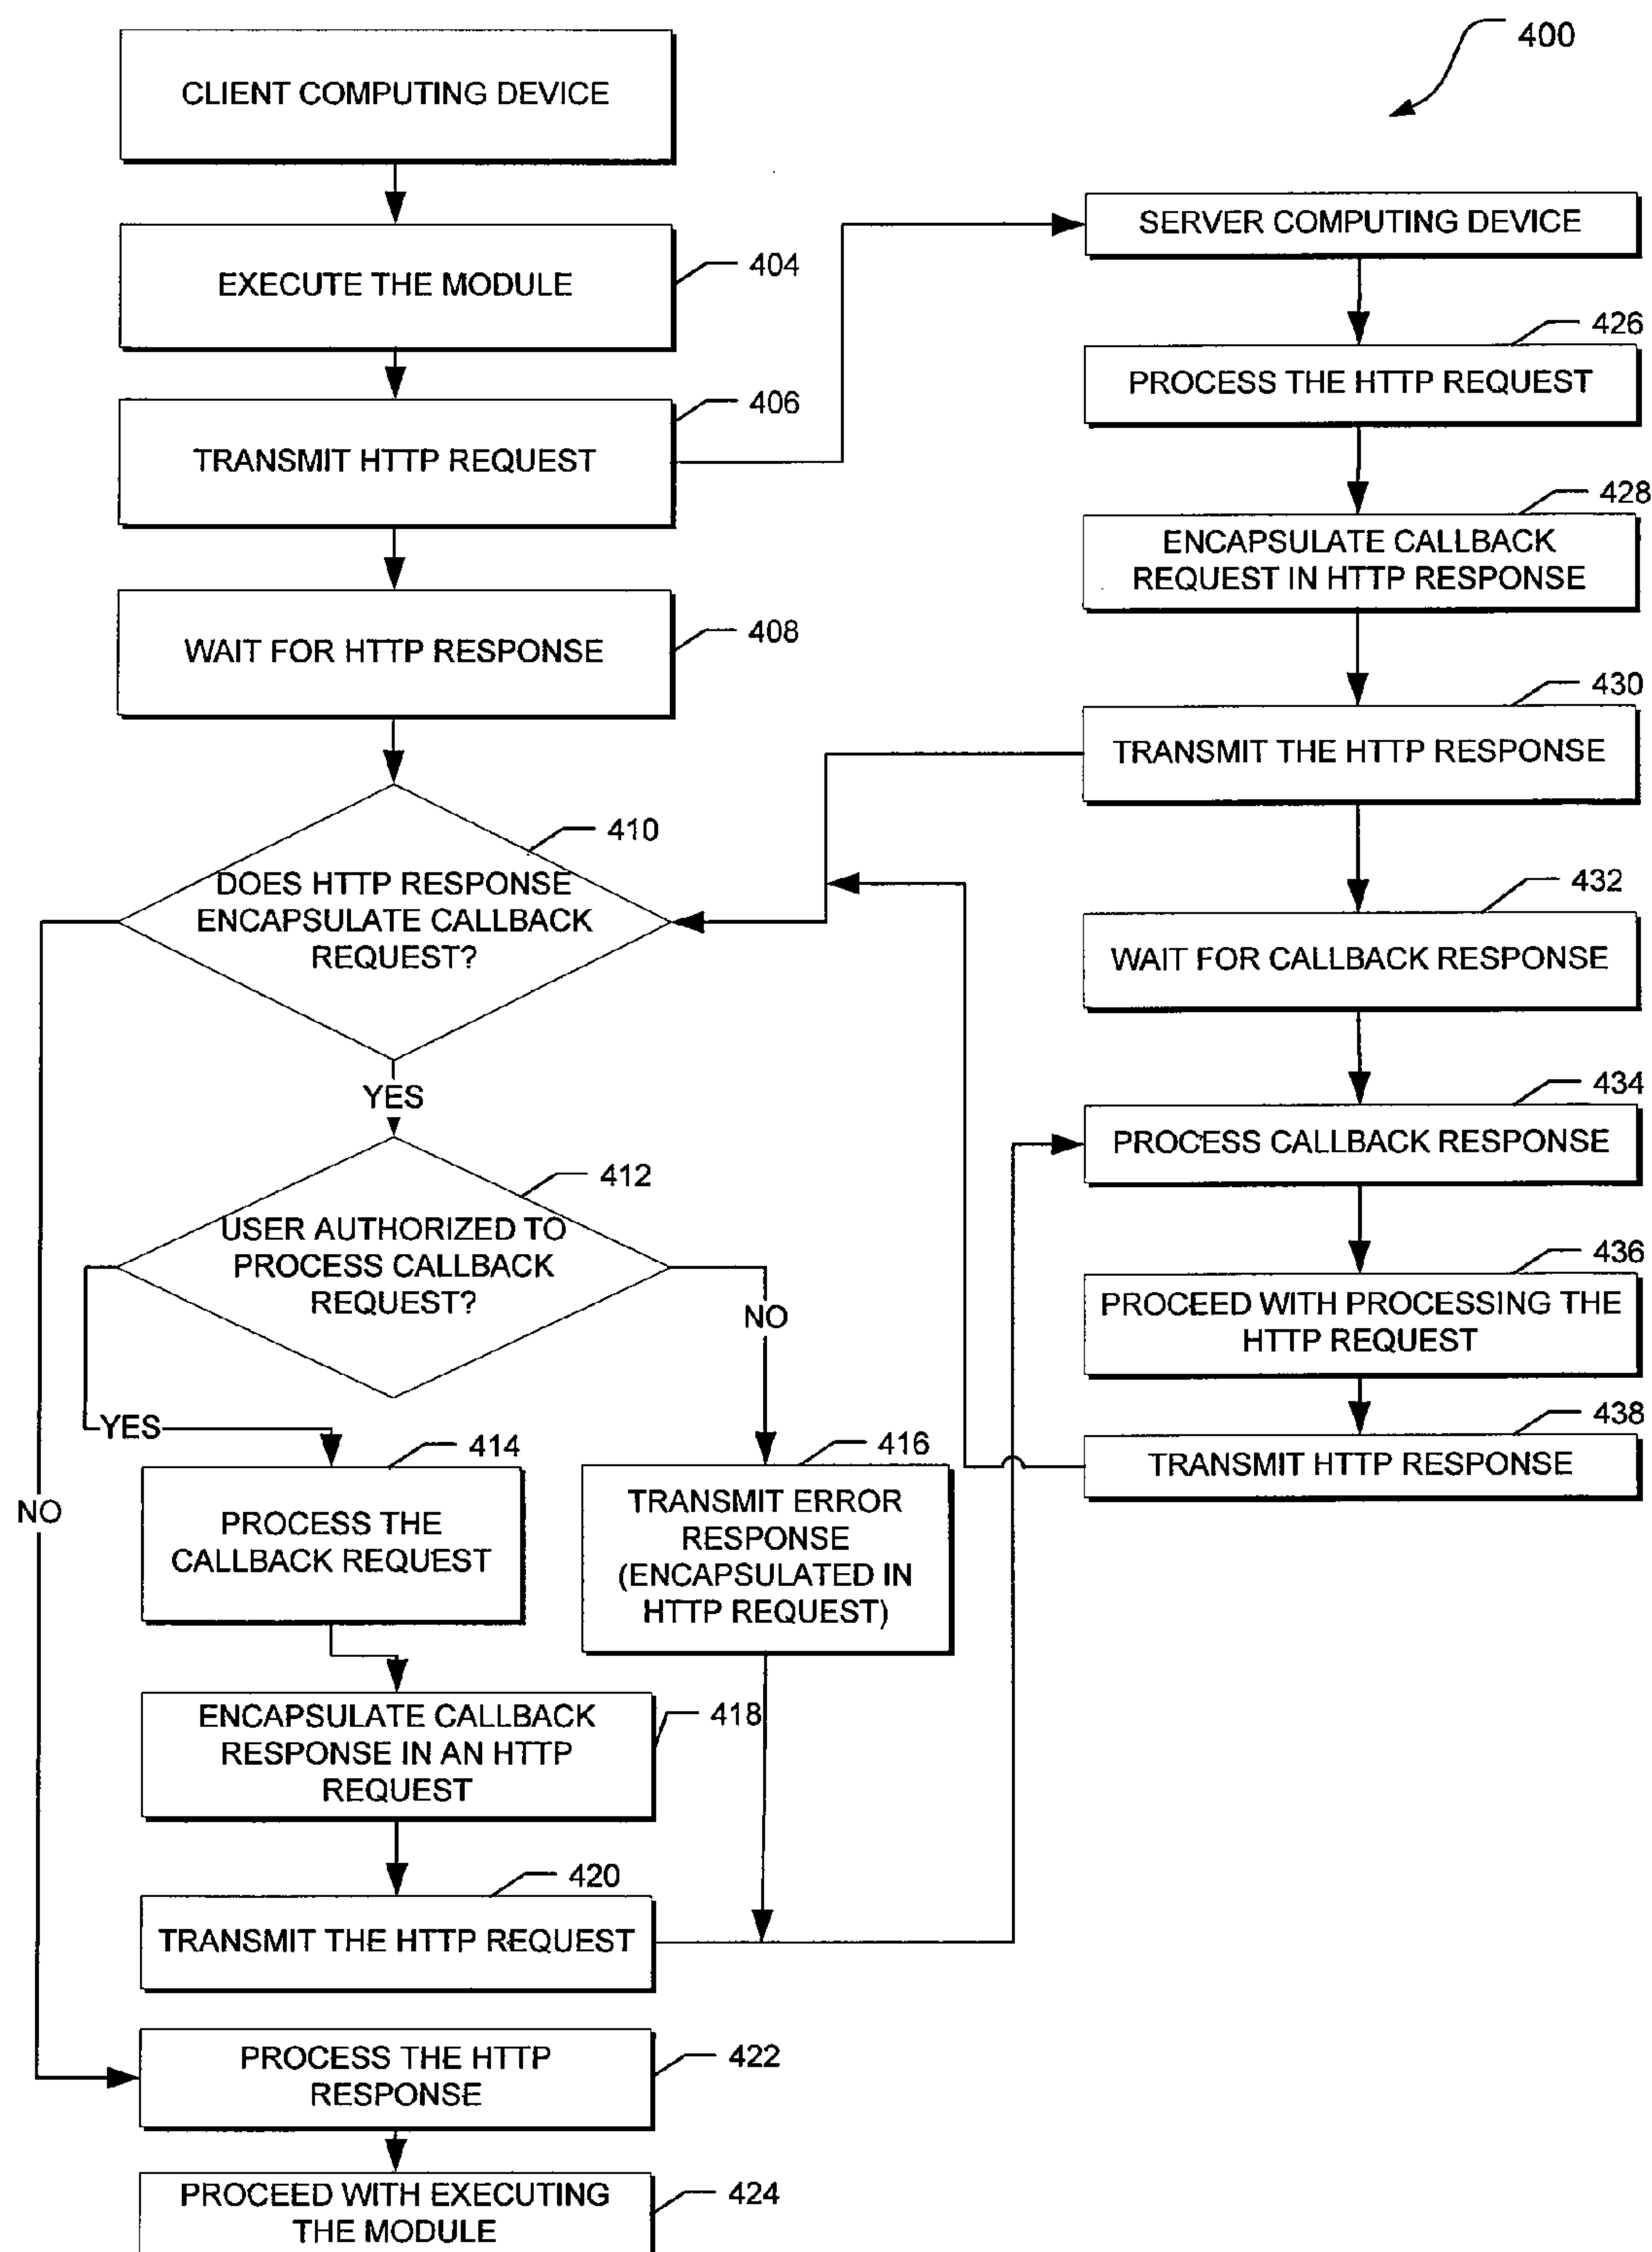 400
CLIENT COMPUTING DEVICE
EXECUTE THE MODULE
404
TRANSMIT HTTP REQUEST
406
WAIT FOR HTTP RESPONSE
408
DOES HTTP RESPONSE
ENCAPSULATE CALLBACK
REQUEST?
410
YES
NO
USER AUTHORIZED TO
PROCESS CALLBACK
REQUEST?
412
YES
NO
PROCESS THE
CALLBACK REQUEST
414
TRANSMIT ERROR
RESPONSE
(ENCAPSULATED IN
HTTP REQUEST)
416
ENCAPSULATE CALLBACK
RESPONSE IN AN HTTP
REQUEST
418
TRANSMIT THE HTTP REQUEST
420
PROCESS THE HTTP
RESPONSE
422
PROCEED WITH EXECUTING
THE MODULE
424
SERVER COMPUTING DEVICE
PROCESS THE HTTP REQUEST
426
ENCAPSULATE CALLBACK
REQUEST IN HTTP RESPONSE
428
TRANSMIT THE HTTP RESPONSE
430
WAIT FOR CALLBACK RESPONSE
432
PROCESS CALLBACK RESPONSE
434
PROCEED WITH PROCESSING THE
HTTP REQUEST
436
TRANSMIT HTTP RESPONSE
438